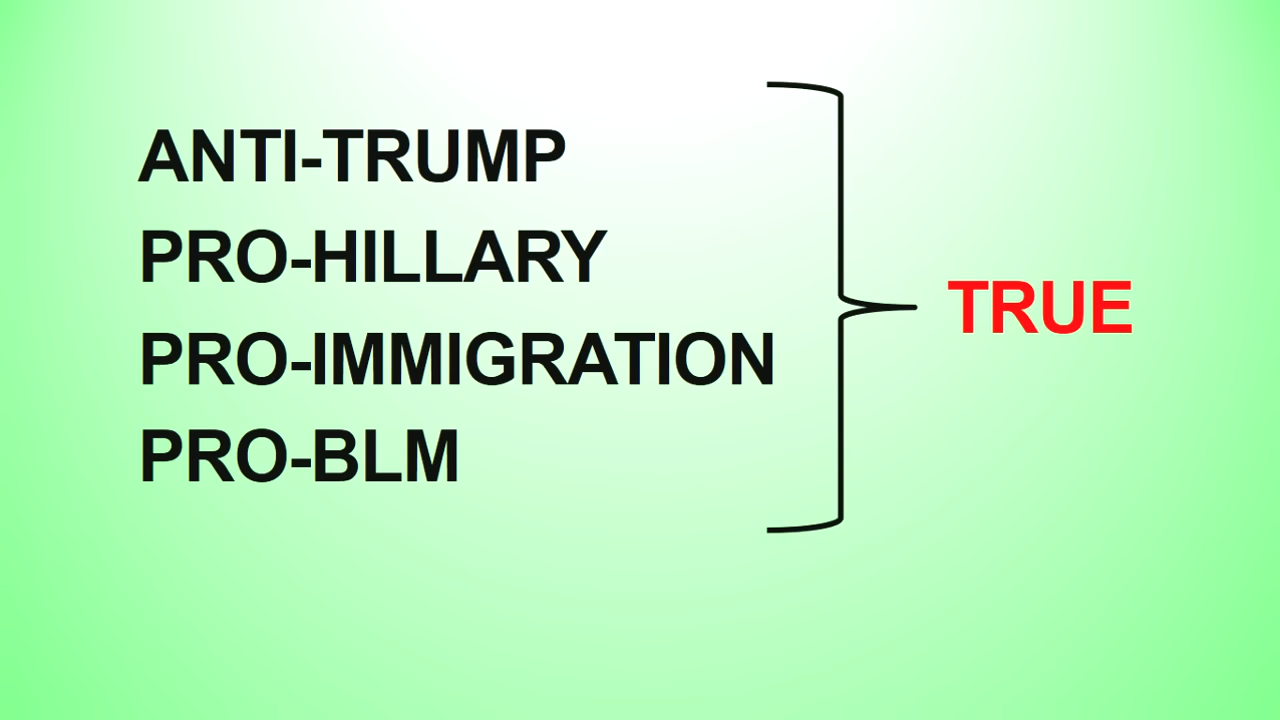 ANTI-TRUMP
PRO-HILLARY
PRO-IMMIGRATION
PRO-BLM
TRUE